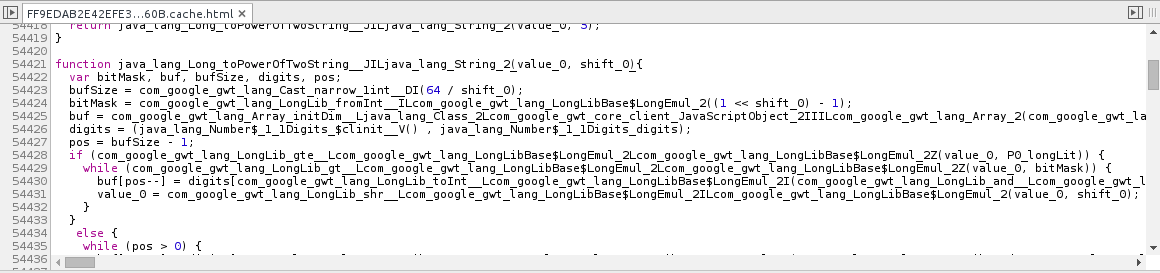 FF9EDAB2E42EFE3...60B.cache.html
54418 return java_lang_Long_toPowerOfTwoString__JILjava_lang_String_2(value_0, 3);
54419 }
54420
54421 function java_lang_Long_toPowerOfTwoString__JILjava_lang_String_2(value_0, shift_0){
54422 var bitMask, buf, bufSize, digits, pos;
54423 bufSize = com_google_gwt_lang_Cast_narrow_1int__DI(64 / shift_0);
54424 bitMask = com_google_gwt_lang_LongLib_fromInt__ILcom_google_gwt_lang_LongLibBase$LongEmul_2((1 << shift_0) - 1);
54425 buf = com_google_gwt_lang_Array_initDim__Ljava_lang_Class_2Lcom_google_gwt_core_client_JavaScriptObject_2IIILcom_google_gwt_lang_Array_2(com_google_gwt_la
54426 digits = (java_lang_Number$_1_1Digits_$clinit__V() , java_lang_Number$_1_1Digits_digits);
54427 pos = bufSize - 1;
54428 if (com_google_gwt_lang_LongLib_gte__Lcom_google_gwt_lang_LongLibBase$LongEmul_2Lcom_google_gwt_lang_LongLibBase$LongEmul_2Z(value_0, P0_longLit)) {
54429 while (com_google_gwt_lang_LongLib_gt__Lcom_google_gwt_lang_LongLibBase$LongEmul_2Lcom_google_gwt_lang_LongLibBase$LongEmul_2Z(value_0, bitMask)) {
54430 buf[pos--] = digits[com_google_gwt_lang_LongLib_toInt__Lcom_google_gwt_lang_LongLibBase$LongEmul_2I(com_google_gwt_lang_LongLib_and__Lcom_google_gwt_l
54431 value_0 = com_google_gwt_lang_LongLib_shr__Lcom_google_gwt_lang_LongLibBase$LongEmul_2ILcom_google_gwt_lang_LongLibBase$LongEmul_2(value_0, shift_0);
54432 }
54433 }
54434 else {
54435 while (pos > 0) {
54436